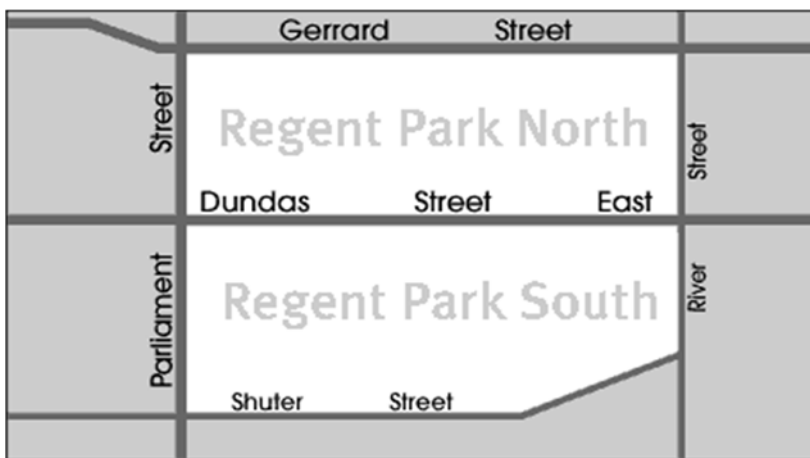 Gerrard Street
Parliament Street
Regent Park North
River Street
Dundas Street East
Regent Park South
Shuter Street